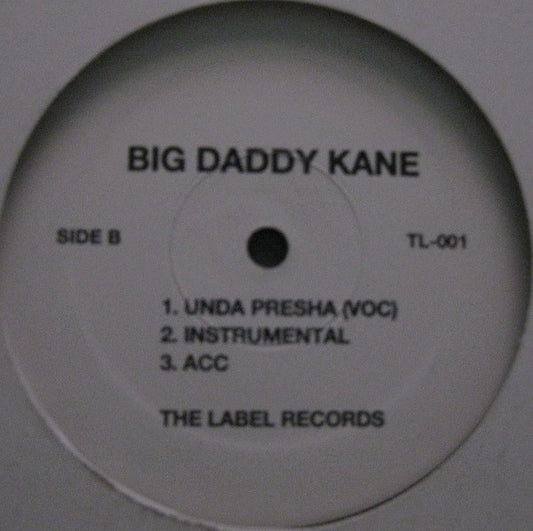 BIG DADDY KANE
SIDE B
TL-001
1. UNDA PRESHA (VOC)
2. INSTRUMENTAL
3. ACC
THE LABEL RECORDS